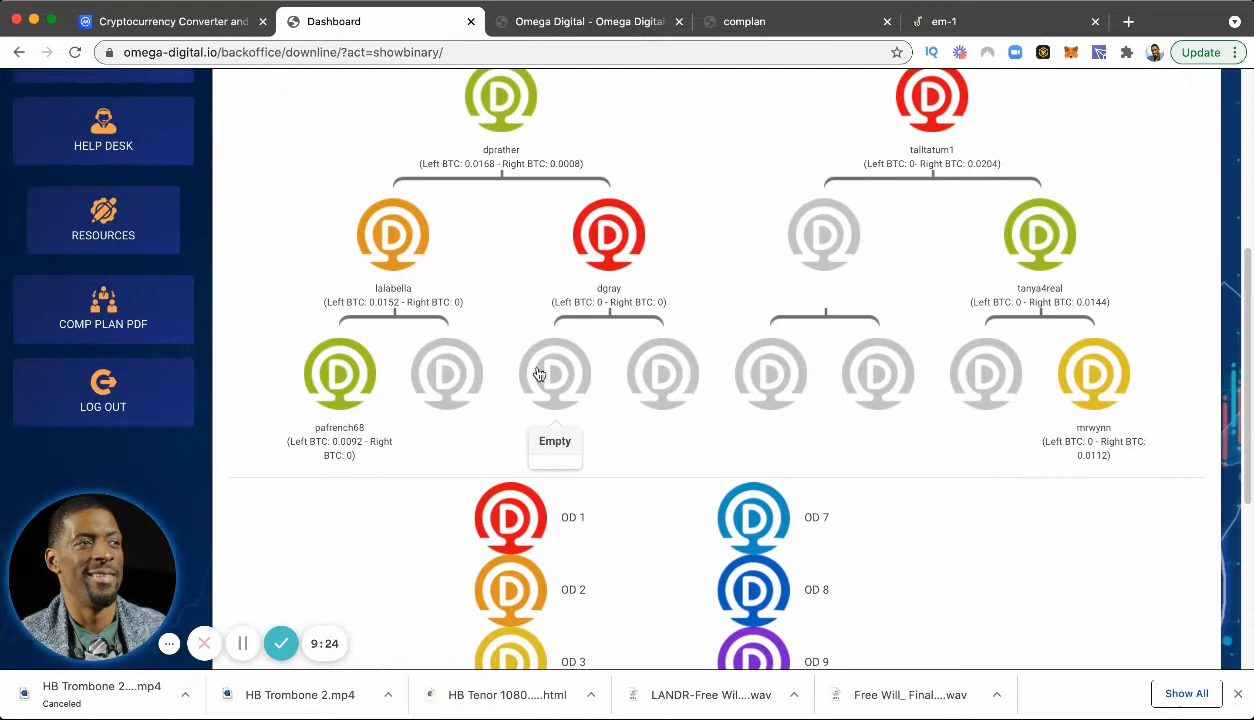 Cryptocurrency Converter and
Dashboard
Omega Digital - Omega Digital
complan
em-1
omega-digital.io/backoffice/downline/?act=showbinary/
Update
HELP DESK
RESOURCES
COMP PLAN PDF
LOG OUT
dprather
(Left BTC: 0.0168 - Right BTC: 0.0008)
talltatum1
(Left BTC: 0- Right BTC: 0.0204)
lalabella
(Left BTC: 0.0152 - Right BTC: 0)
dgray
(Left BTC: 0 - Right BTC: 0)
tanya4real
(Left BTC: 0 - Right BTC: 0.0144)
pafrench68
(Left BTC: 0.0092 - Right
BTC: 0)
Empty
mrwynn
(Left BTC: 0 - Right BTC:
0.0112)
OD 1
OD 7
OD 2
OD 8
OD 3
OD 9
9:24
HB Trombone 2....mp4
Canceled
HB Trombone 2.mp4
HB Tenor 1080.....html
LANDR-Free Wil....wav
Free Will_ Final....wav
Show All